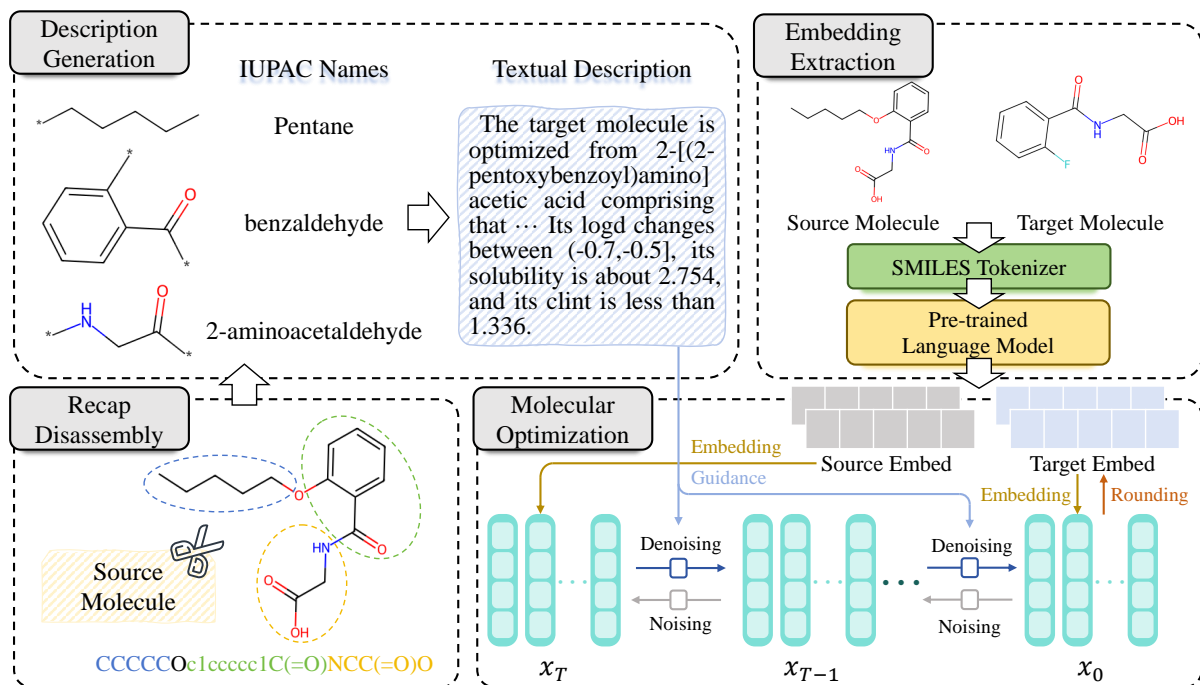 Description
Generation
IUPAC Names
Textual Description
*
Pentane
*
O
*
benzaldehyde
H
N
O
*
*
2-aminoacetaldehyde
The target molecule is
optimized from 2-[(2-
pentoxybenzoyl)amino]
acetic acid comprising
that ⋯ Its logd changes
between (-0.7,-0.5], its
solubility is about 2.754,
and its clint is less than
1.336.
Embedding
Extraction
O
HN
O
O
OH
O
NH
F
O
OH
Source Molecule
Target Molecule
SMILES Tokenizer
Pre-trained
Language Model
Recap
Disassembly
O
HN
O
O
OH
Source
Molecule
CCCCCOc1ccccc1C(=O)NCC(=O)O
Molecular
Optimization
Source Embed
Target Embed
Embedding
Guidance
Embedding
Rounding
Denoising
Noising
Denoising
Noising
x_T
x_{T−1}
x_0